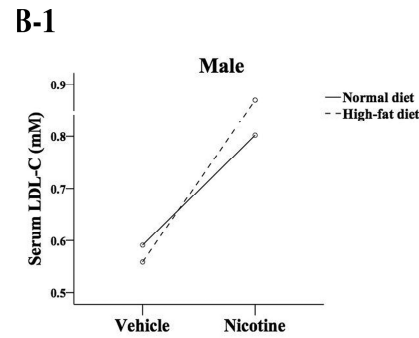 B-1
Male
0.9
0.8
0.7
0.6
0.5
Serum LDL-C (mM)
Normal diet
High-fat diet
Vehicle
Nicotine